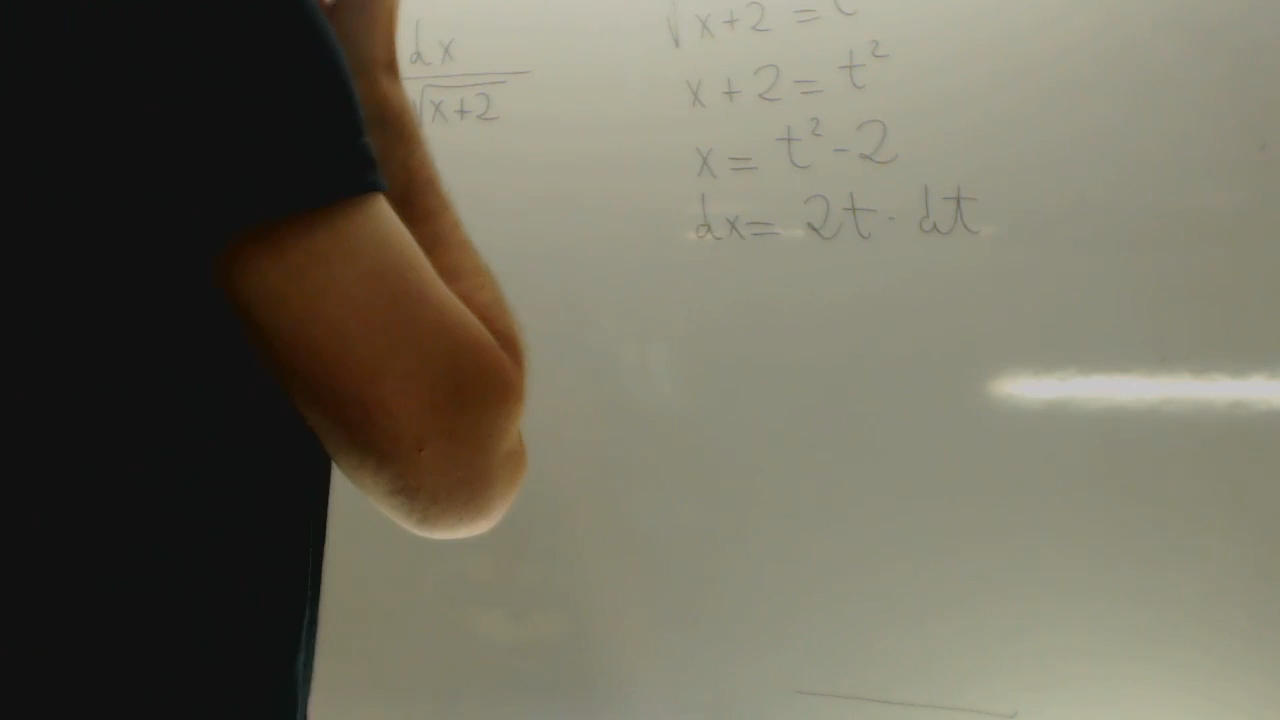 dx
√x+2
√x+2 = t
x+2 = t²
x = t² - 2
dx = 2t · dt